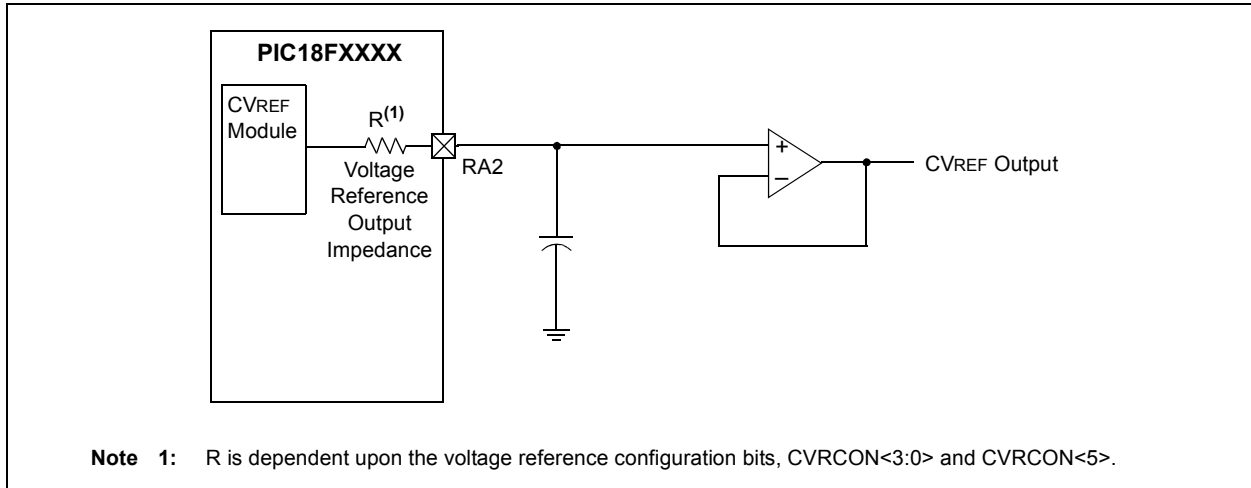 PIC18FXXXX
CVREF
Module
R(1)
Voltage
Reference
Output
Impedance
RA2
+
–
CVREF Output
Note 1: R is dependent upon the voltage reference configuration bits, CVRCON<3:0> and CVRCON<5>.